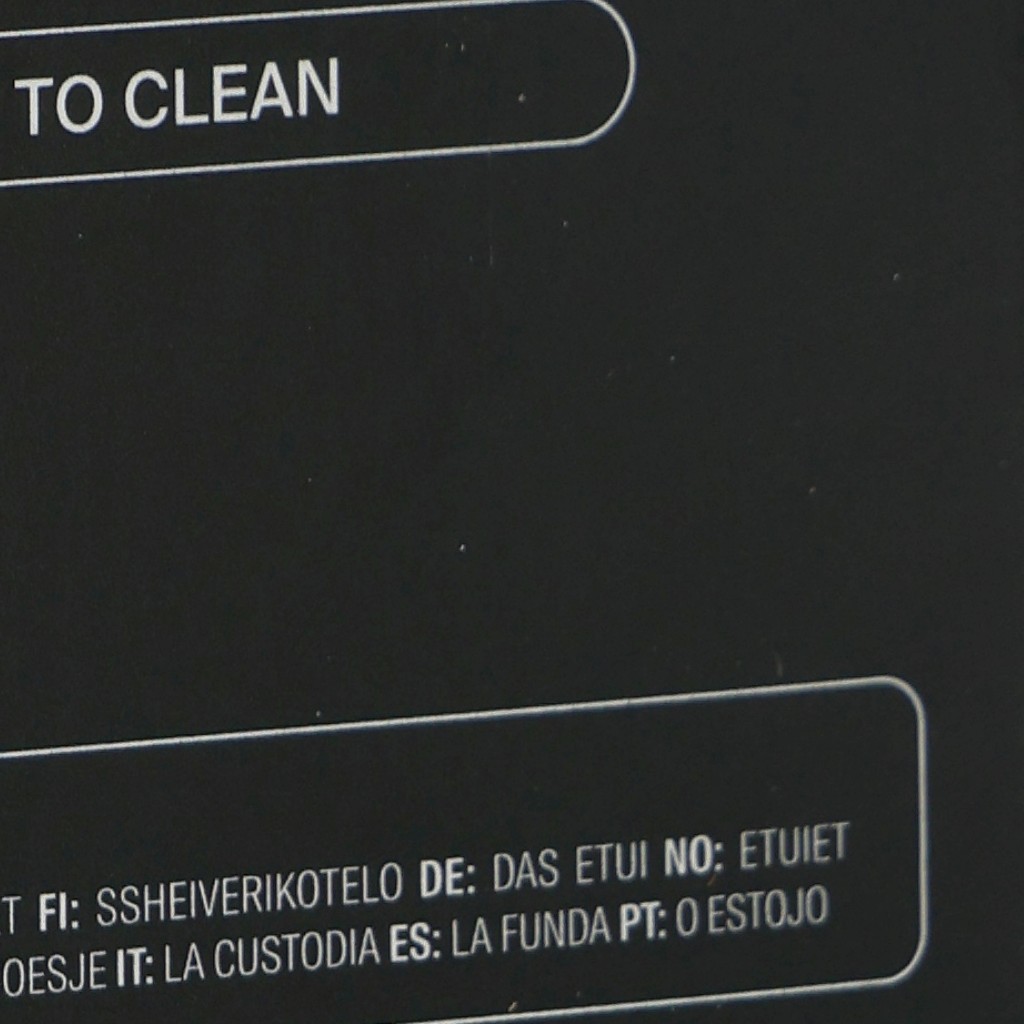 TO CLEAN
T FI: SSHEIVERIKOTELO DE: DAS ETUI NO: ETUIET
OESJE IT: LA CUSTODIA ES: LA FUNDA PT: O ESTOJO